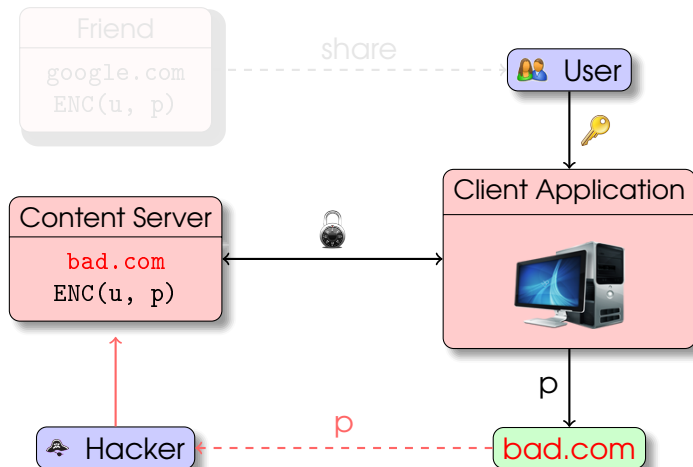 Friend
google.com
ENC(u, p)
share
User
Client Application
Content Server
bad.com
ENC(u, p)
p
p
Hacker
bad.com